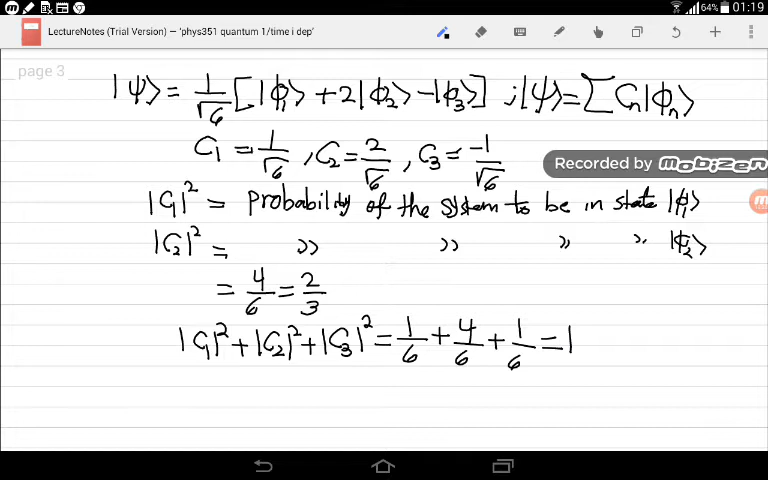 01:19
64%
LectureNotes (Trial Version) — 'phys351 quantum 1/time i dep'
page 3
|ψ⟩ = 1/√6 [|ϕ₁⟩ + 2|ϕ₂⟩ − |ϕ₃⟩] ; |ψ⟩ = ∑ Cₙ|ϕₙ⟩
C₁ = 1/√6 , C₂ = 2/√6 , C₃ = −1/√6
Recorded by mobizen
|C₁|² = Probability of the system to be in state |ϕ₁⟩
|C₂|² = » » » » |ϕ₂⟩
= 4/6 = 2/3
|C₁|² + |C₂|² + |C₃|² = 1/6 + 4/6 + 1/6 = 1